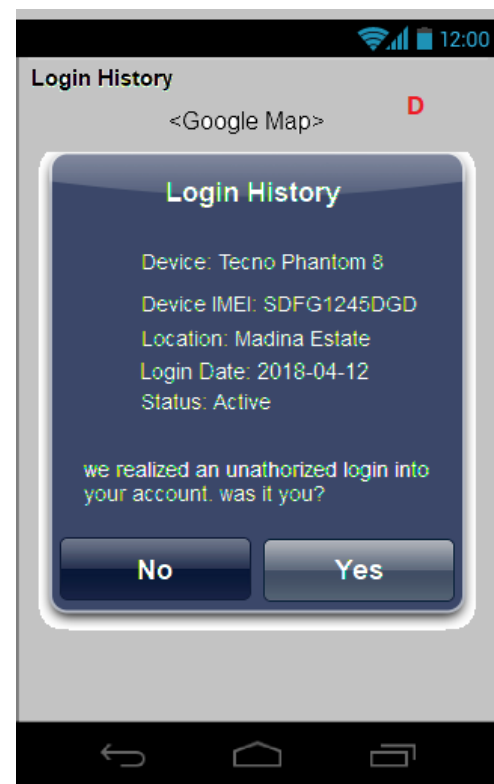 12:00
Login History
<Google Map>
D
Login History
Device: Tecno Phantom 8
Device IMEI: SDFG1245DGD
Location: Madina Estate
Login Date: 2018-04-12
Status: Active
we realized an unathorized login into
your account. was it you?
No
Yes